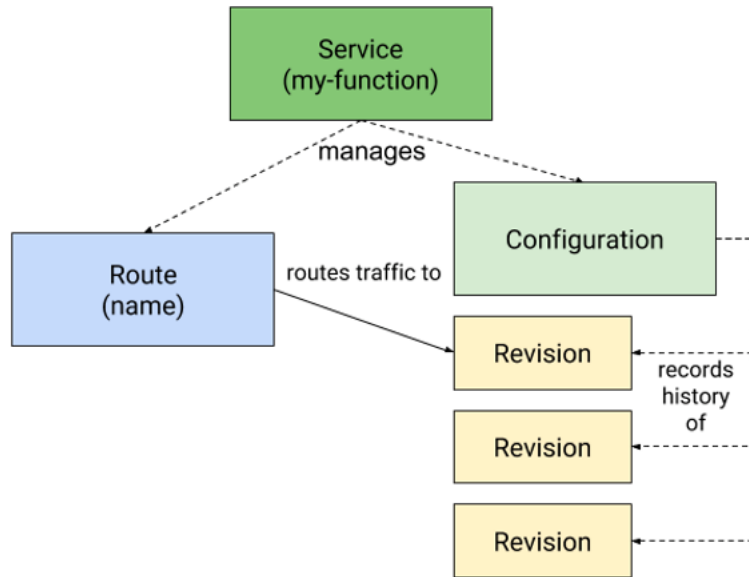 Service
(my-function)
manages
Configuration
Route
(name)
routes traffic to
Revision
records
history
of
Revision
Revision